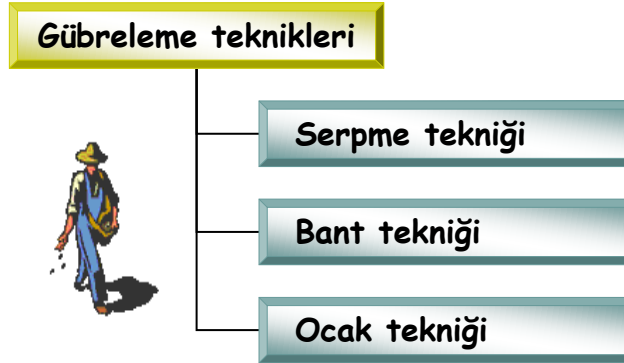 Gübreleme teknikleri
Serpme tekniği
Bant tekniği
Ocak tekniği